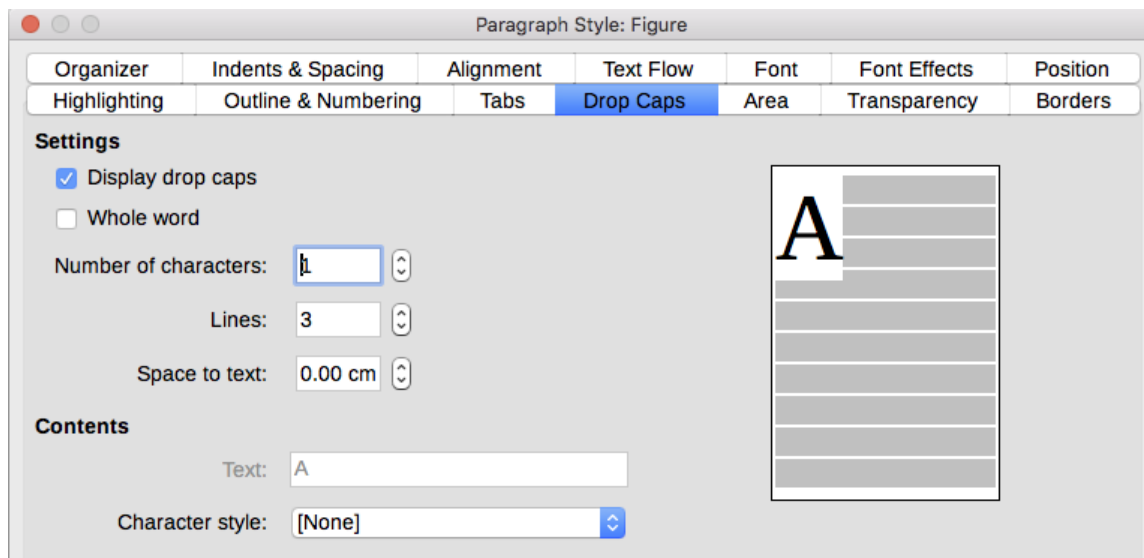 Paragraph Style: Figure
Organizer Indents & Spacing Alignment Text Flow Font Font Effects Position
Highlighting Outline & Numbering Tabs Drop Caps Area Transparency Borders
Settings
Display drop caps
Whole word
Number of characters: 1
Lines: 3
Space to text: 0.00 cm
Contents
Text: A
Character style: [None]
A